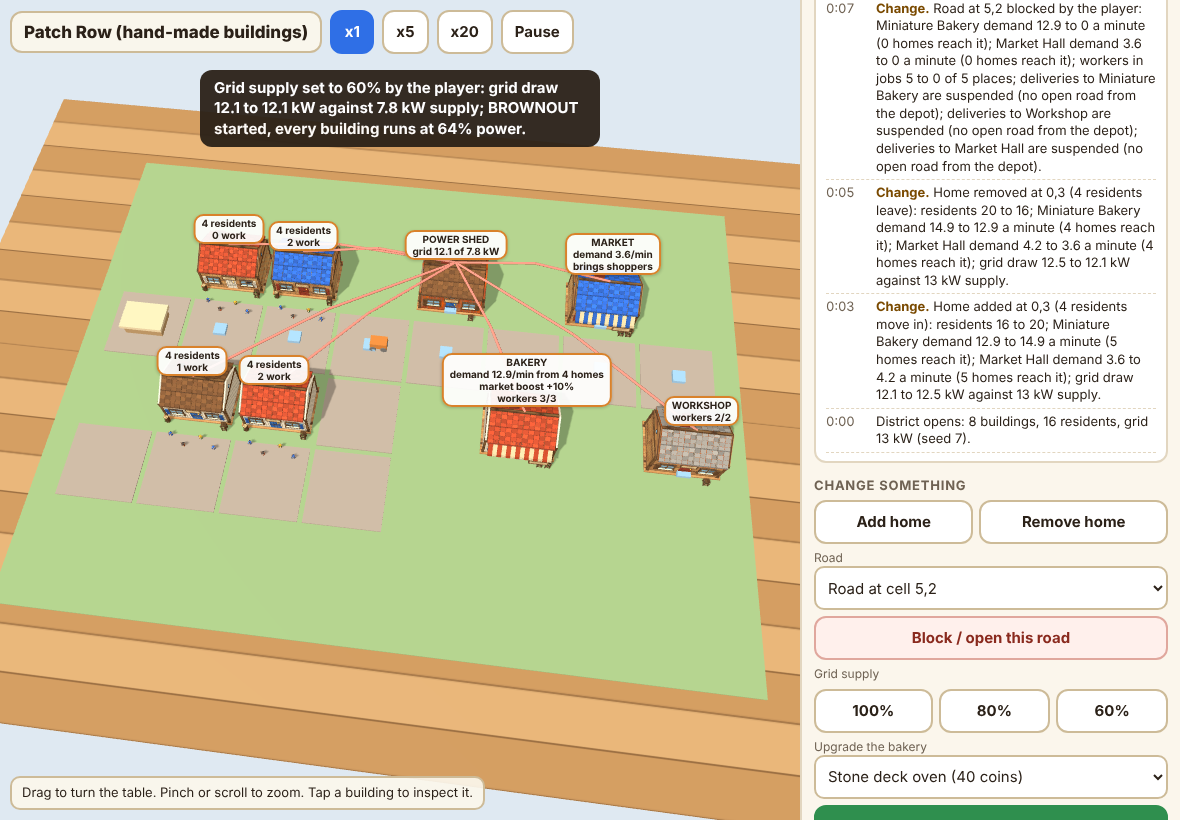 Patch Row (hand-made buildings)
x1
x5
x20
Pause
Grid supply set to 60% by the player: grid draw
12.1 to 12.1 kW against 7.8 kW supply; BROWNOUT
started, every building runs at 64% power.
4 residents
0 work
4 residents
2 work
POWER SHED
grid 12.1 of 7.8 kW
MARKET
demand 3.6/min
brings shoppers
4 residents
1 work
4 residents
2 work
BAKERY
demand 12.9/min from 4 homes
market boost +10%
workers 3/3
WORKSHOP
workers 2/2
Drag to turn the table. Pinch or scroll to zoom. Tap a building to inspect it.
0:07 Change. Road at 5,2 blocked by the player:
Miniature Bakery demand 12.9 to 0 a minute
(0 homes reach it); Market Hall demand 3.6
to 0 a minute (0 homes reach it); workers in
jobs 5 to 0 of 5 places; deliveries to Miniature
Bakery are suspended (no open road from
the depot); deliveries to Workshop are
suspended (no open road from the depot);
deliveries to Market Hall are suspended (no
open road from the depot).
0:05 Change. Home removed at 0,3 (4 residents
leave): residents 20 to 16; Miniature Bakery
demand 14.9 to 12.9 a minute (4 homes reach
it); Market Hall demand 4.2 to 3.6 a minute (4
homes reach it); grid draw 12.5 to 12.1 kW
against 13 kW supply.
0:03 Change. Home added at 0,3 (4 residents
move in): residents 16 to 20; Miniature
Bakery demand 12.9 to 14.9 a minute (5
homes reach it); Market Hall demand 3.6 to
4.2 a minute (5 homes reach it); grid draw
12.1 to 12.5 kW against 13 kW supply.
0:00 District opens: 8 buildings, 16 residents, grid
13 kW (seed 7).
CHANGE SOMETHING
Add home
Remove home
Road
Road at cell 5,2
Block / open this road
Grid supply
100%
80%
60%
Upgrade the bakery
Stone deck oven (40 coins)